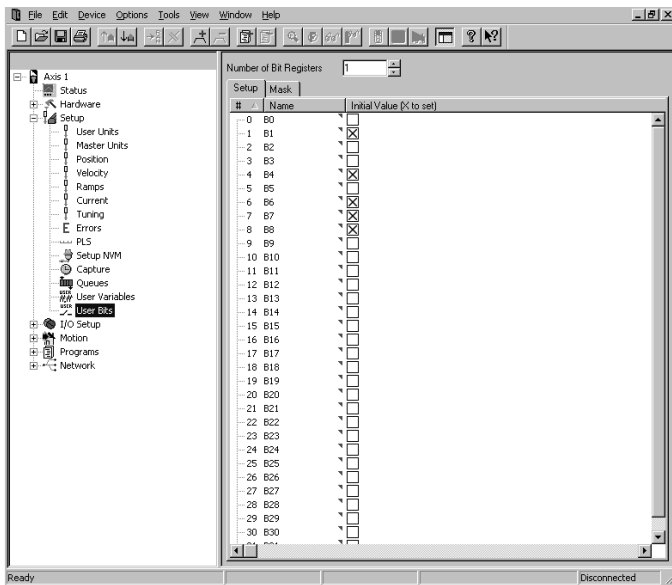 File Edit Device Options Tools View Window Help
Axis 1
Status
Hardware
Setup
User Units
Master Units
Position
Velocity
Ramps
Current
Tuning
E Errors
PLS
Setup NVM
Capture
Queues
User Variables
User Bits
I/O Setup
Motion
Programs
Network
Number of Bit Registers 1
Setup Mask
# Name Initial Value (X to set)
0 B0
1 B1
2 B2
3 B3
4 B4
5 B5
6 B6
7 B7
8 B8
9 B9
10 B10
11 B11
12 B12
13 B13
14 B14
15 B15
16 B16
17 B17
18 B18
19 B19
20 B20
21 B21
22 B22
23 B23
24 B24
25 B25
26 B26
27 B27
28 B28
29 B29
30 B30
Ready Disconnected